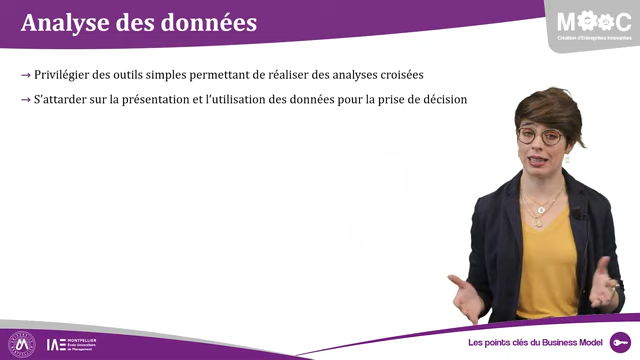 Analyse des données
MOOC
Création d'Entreprises Innovantes
→ Privilégier des outils simples permettant de réaliser des analyses croisées
→ S'attarder sur la présentation et l'utilisation des données pour la prise de décision
IAE MONTPELLIER
École Universitaire
de Management
Les points clés du Business Model